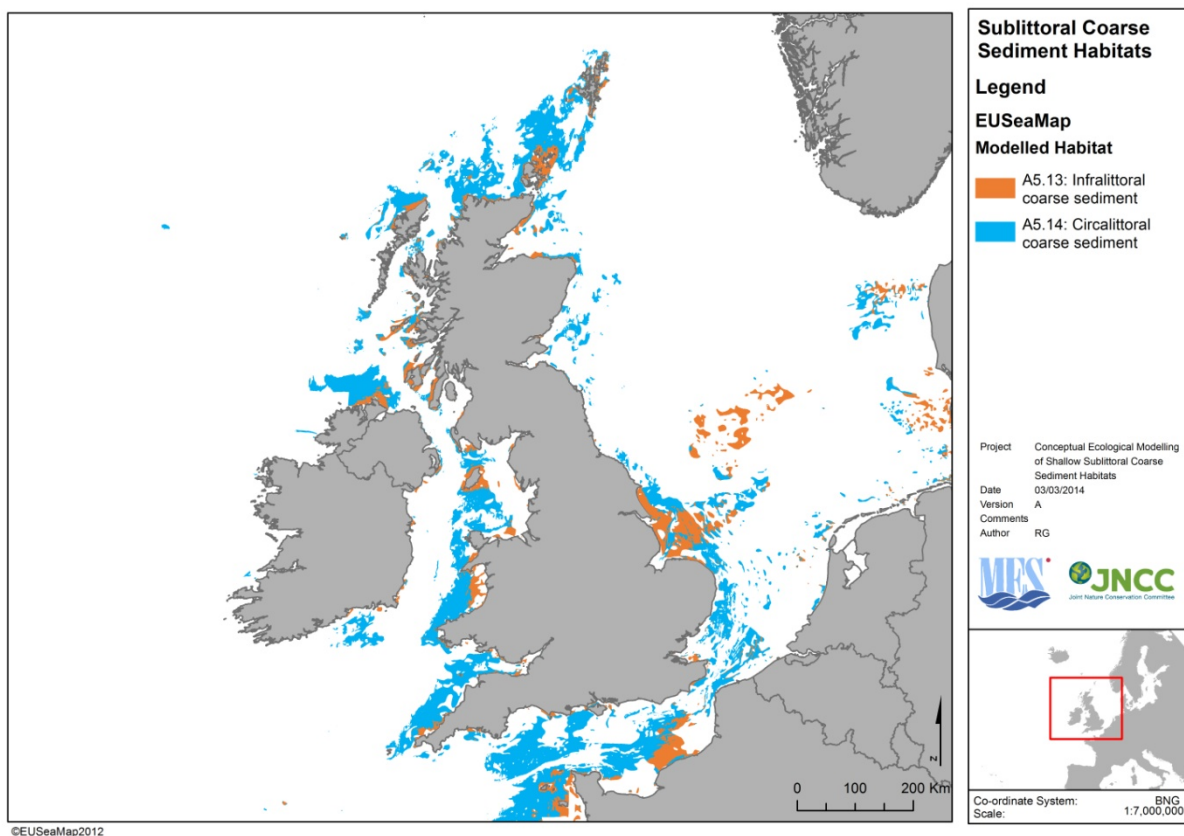 Sublittoral Coarse
Sediment Habitats
Legend
EUSeaMap
Modelled Habitat
A5.13: Infralittoral
coarse sediment
A5.14: Circalittoral
coarse sediment
Project Conceptual Ecological Modelling
of Shallow Sublittoral Coarse
Sediment Habitats
Date 03/03/2014
Version A
Comments
Author RG
MES
JNCC
Joint Nature Conservation Committee
N
0 100 200 Km
Co-ordinate System: BNG
Scale: 1:7,000,000
©EUSeaMap2012